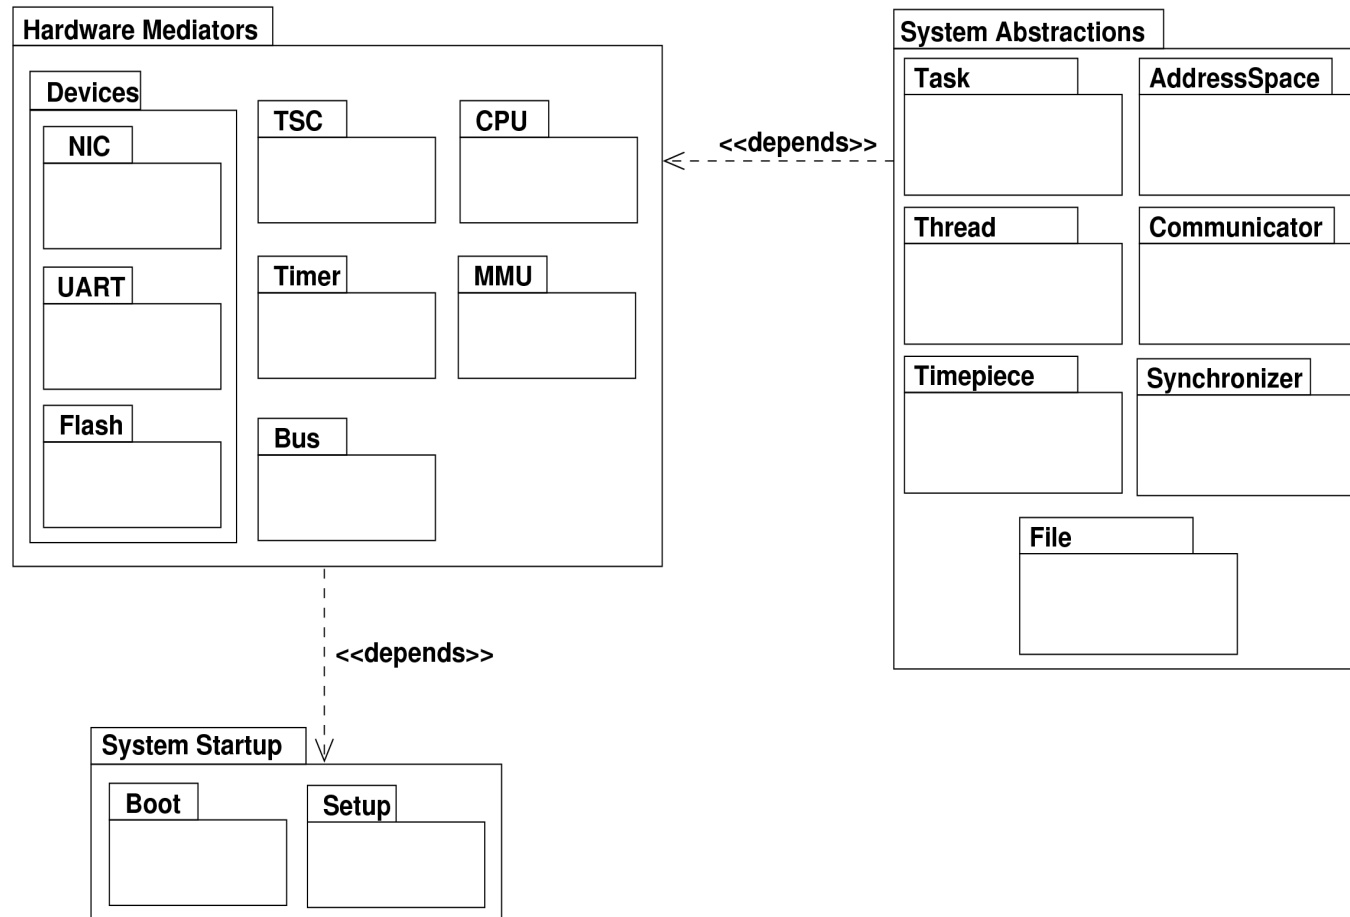 Hardware Mediators
Devices
NIC
UART
Flash
TSC
CPU
Timer
MMU
Bus
<<depends>>
System Abstractions
Task
AddressSpace
Thread
Communicator
Timepiece
Synchronizer
File
<<depends>>
System Startup
Boot
Setup